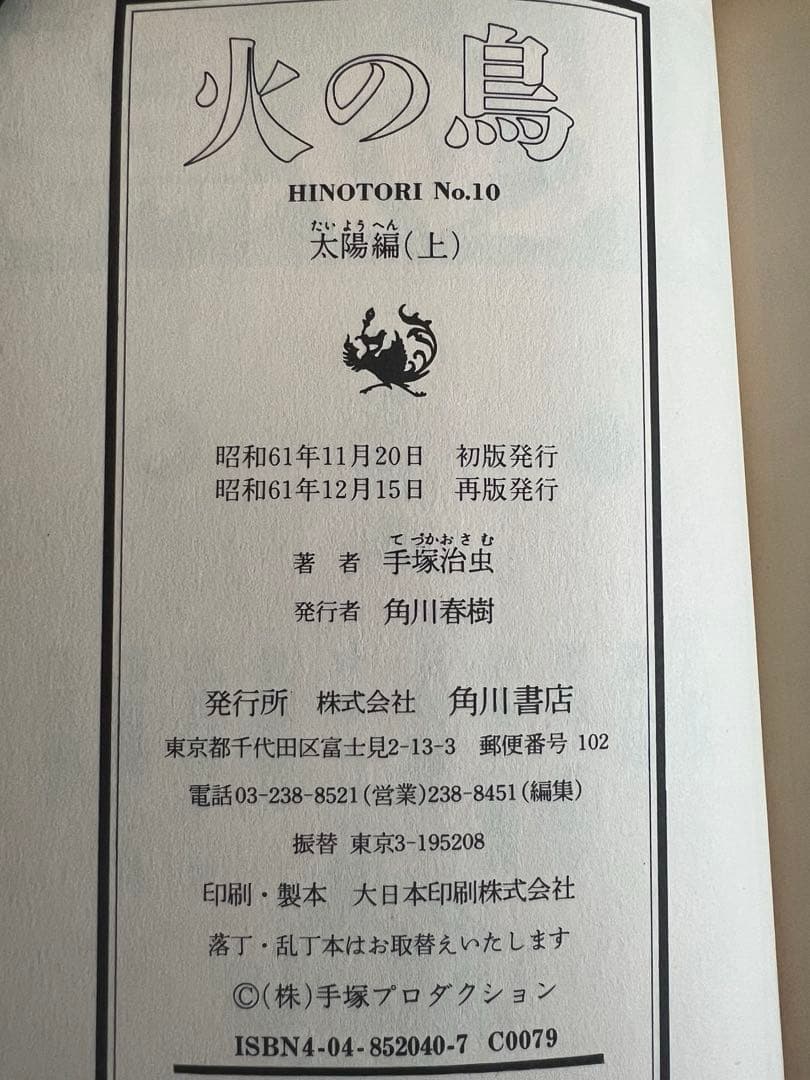 火の鳥
HINOTORI No.10
たいようへん
太陽編(上)
昭和61年11月20日 初版発行
昭和61年12月15日 再版発行
てづかおさむ
著者 手塚治虫
発行者 角川春樹
発行所 株式会社 角川書店
東京都千代田区富士見2-13-3 郵便番号 102
電話03-238-8521(営業)238-8451(編集)
振替 東京3-195208
印刷・製本 大日本印刷株式会社
落丁・乱丁本はお取替えいたします
©(株)手塚プロダクション
ISBN4-04-852040-7 C0079